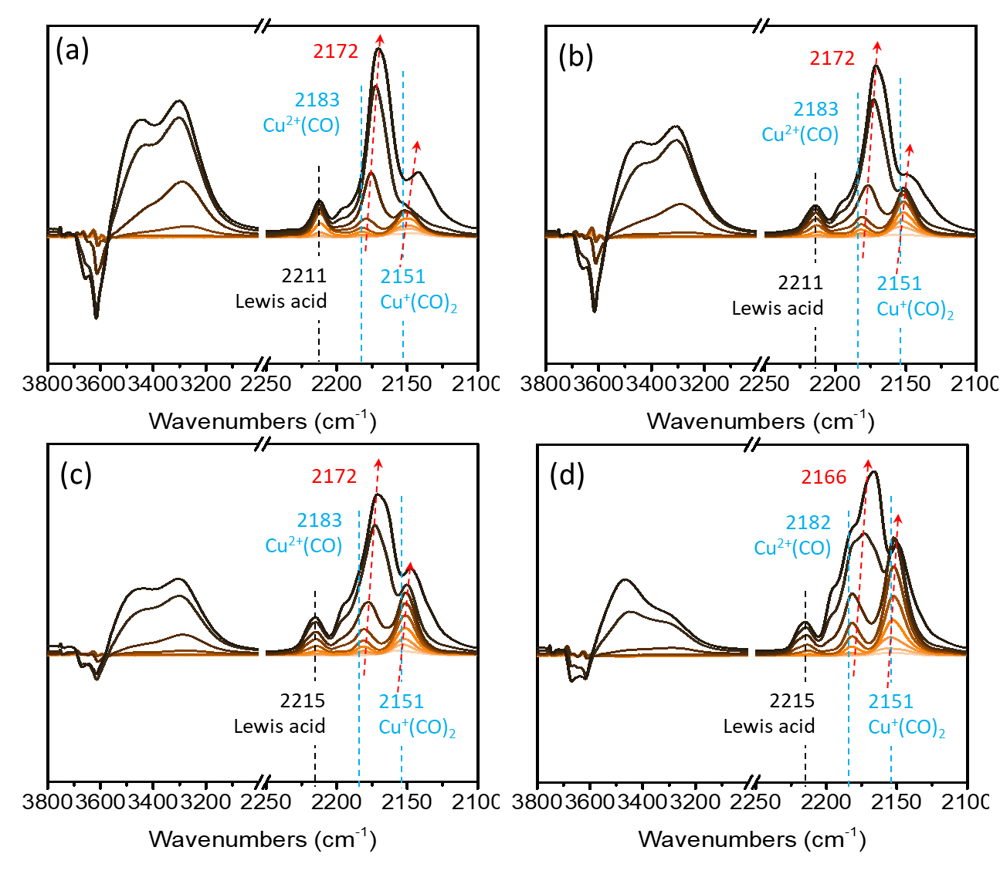 (a)
2172
2183
Cu²⁺(CO)
2211
Lewis acid
2151
Cu⁺(CO)₂
3800 3600 3400 3200 2250 2200 2150 2100
Wavenumbers (cm⁻¹)
(b)
2172
2183
Cu²⁺(CO)
2211
Lewis acid
2151
Cu⁺(CO)₂
3800 3600 3400 3200 2250 2200 2150 2100
Wavenumbers (cm⁻¹)
(c)
2172
2183
Cu²⁺(CO)
2215
Lewis acid
2151
Cu⁺(CO)₂
3800 3600 3400 3200 2250 2200 2150 2100
Wavenumbers (cm⁻¹)
(d)
2166
2182
Cu²⁺(CO)
2215
Lewis acid
2151
Cu⁺(CO)₂
3800 3600 3400 3200 2250 2200 2150 2100
Wavenumbers (cm⁻¹)